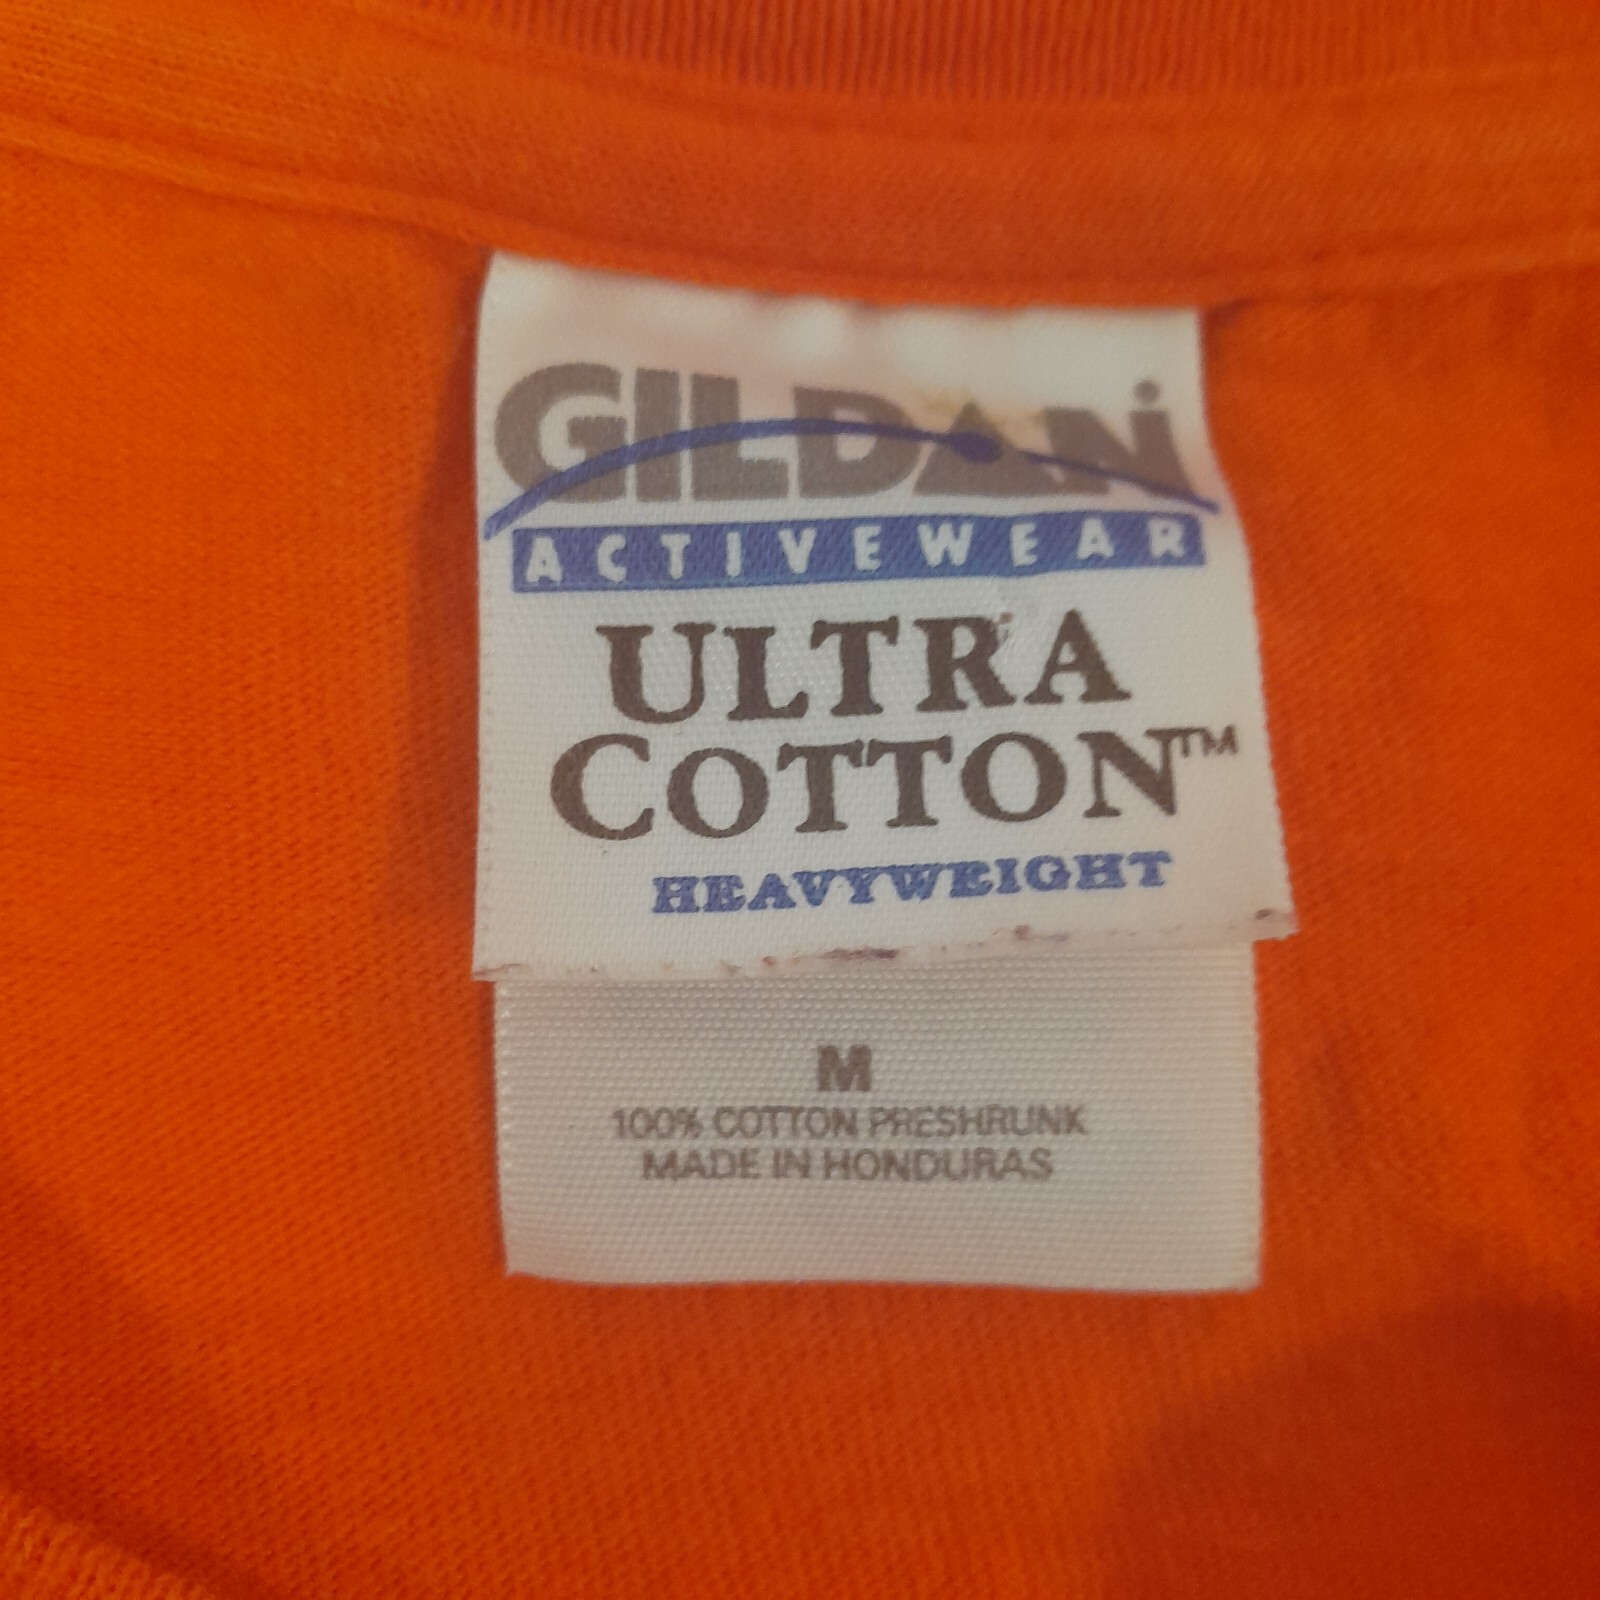 GILDAN
ACTIVEWEAR
ULTRA
COTTON™
HEAVYWEIGHT
M
100% COTTON PRESHRUNK
MADE IN HONDURAS